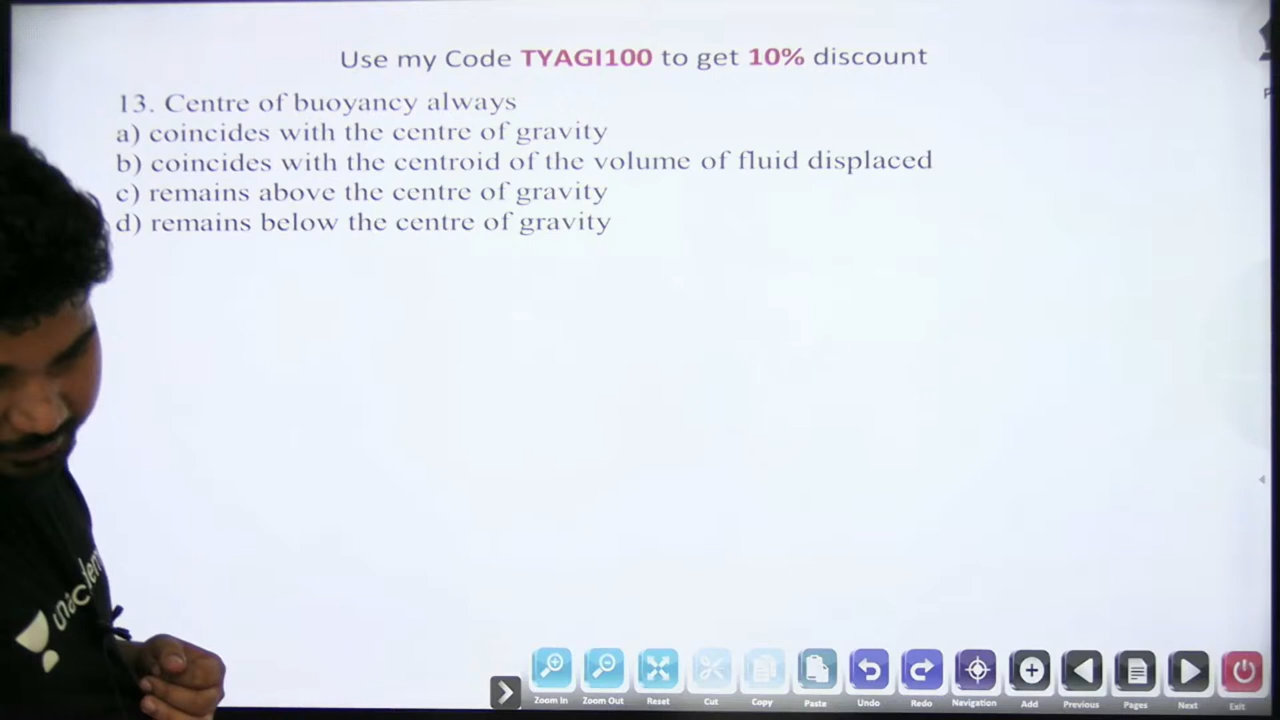 Use my Code TYAGI100 to get 10% discount
13. Centre of buoyancy always
a) coincides with the centre of gravity
b) coincides with the centroid of the volume of fluid displaced
c) remains above the centre of gravity
d) remains below the centre of gravity
unacademy
Zoom In Zoom Out Reset Cut Copy Paste Undo Redo Navigation Add Previous Pages Next Exit